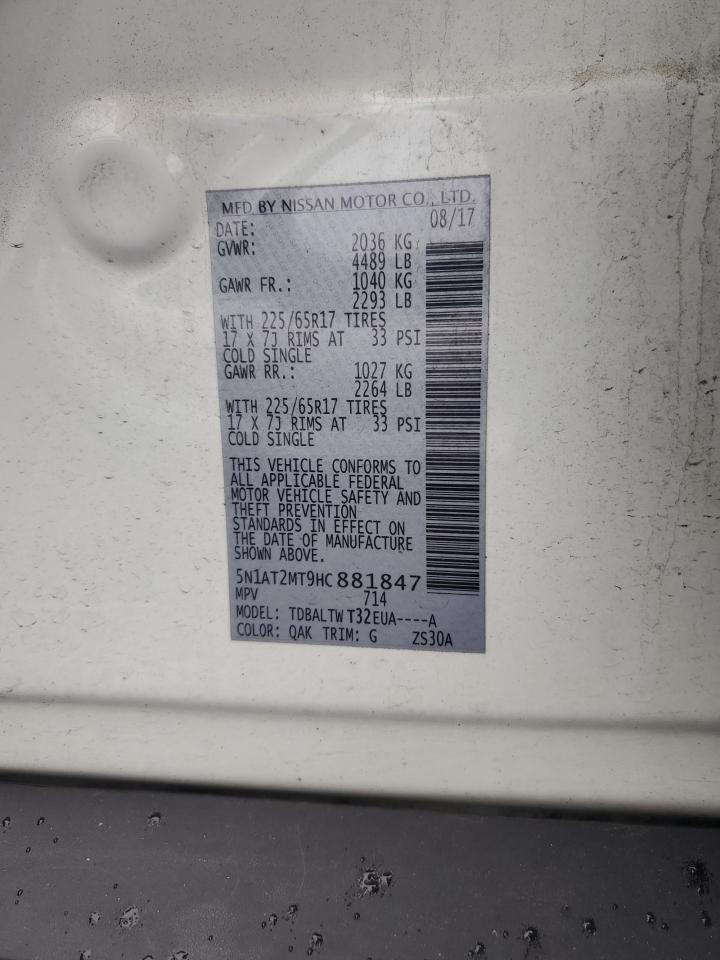 MFD BY NISSAN MOTOR CO., LTD.
DATE: 08/17
GVWR: 2036 KG
4489 LB
GAWR FR.: 1040 KG
2293 LB
WITH 225/65R17 TIRES
17 X 7J RIMS AT 33 PSI
COLD SINGLE
GAWR RR.: 1027 KG
2264 LB
WITH 225/65R17 TIRES
17 X 7J RIMS AT 33 PSI
COLD SINGLE
THIS VEHICLE CONFORMS TO
ALL APPLICABLE FEDERAL
MOTOR VEHICLE SAFETY AND
THEFT PREVENTION
STANDARDS IN EFFECT ON
THE DATE OF MANUFACTURE
SHOWN ABOVE.
5N1AT2MT9HC881847
MPV 714
MODEL: TDBALTW T32EUA----A
COLOR: QAK TRIM: G ZS30A